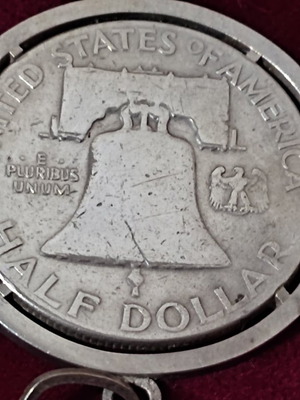 UNITED STATES OF AMERICA
E
PLURIBUS
UNUM
HALF DOLLAR